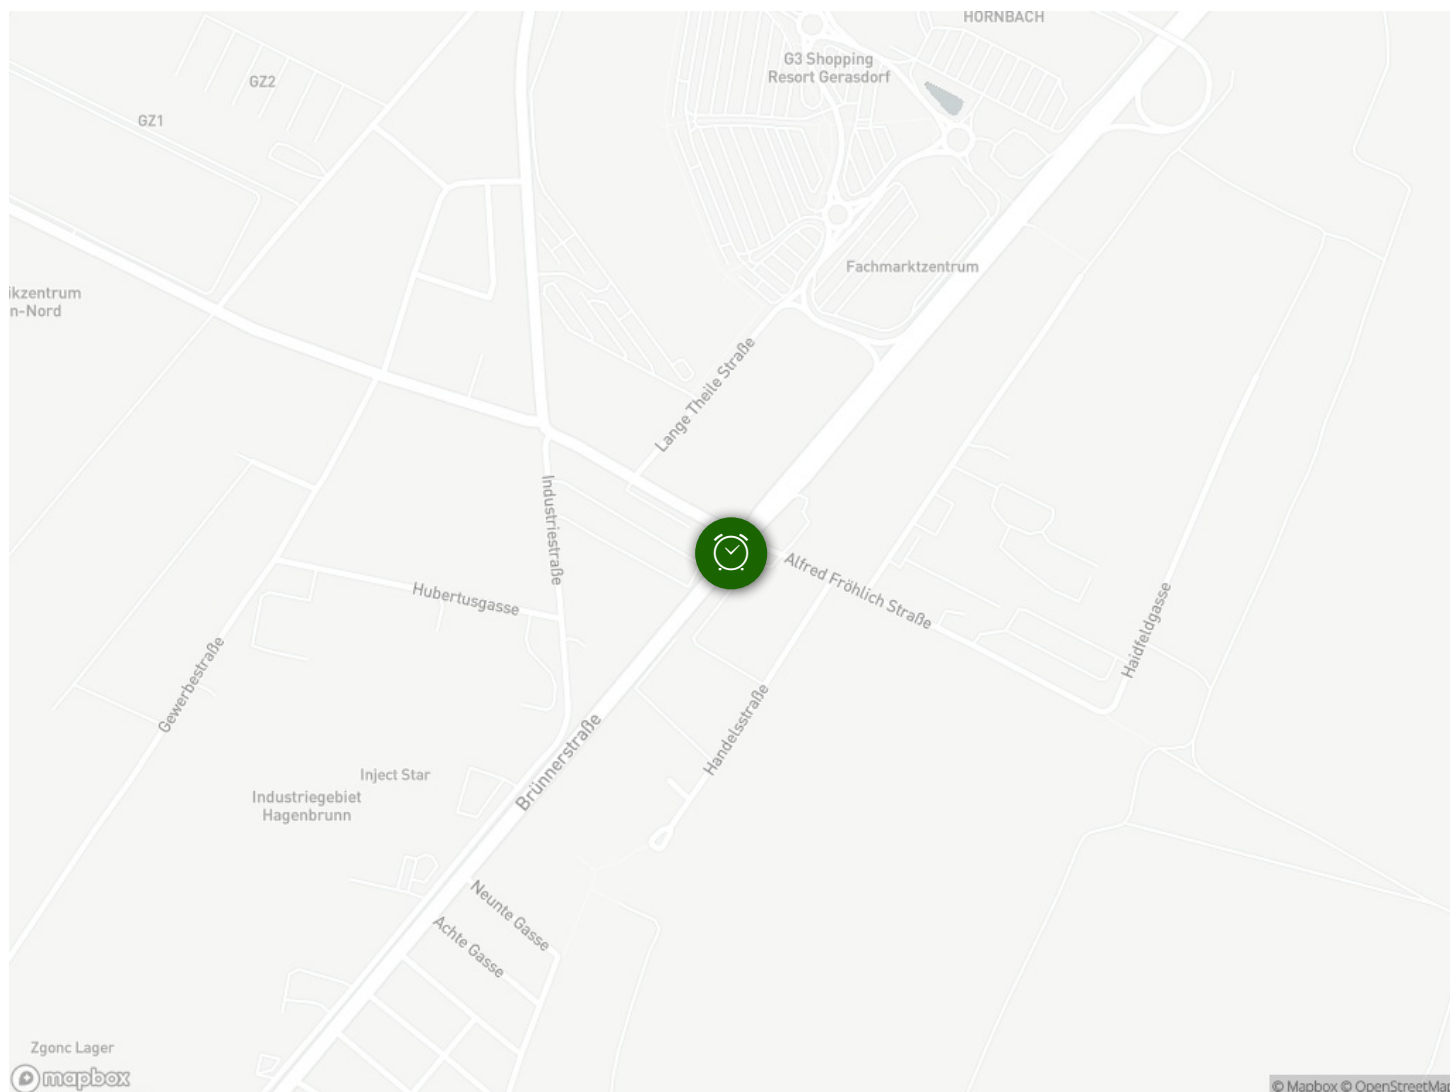 HORNBACH
G3 Shopping
Resort Gerasdorf
GZ2
GZ1
Fachmarktzentrum
ikzentrum
n-Nord
Lange Theile Straße
Industriestraße
Alfred Fröhlich Straße
Hubertusgasse
Haidfeldgasse
Gewerbestraße
Handelsstraße
Brünnerstraße
Inject Star
Industriegebiet
Hagenbrunn
Neunte Gasse
Achte Gasse
Zgonc Lager
mapbox
© Mapbox © OpenStreetMap